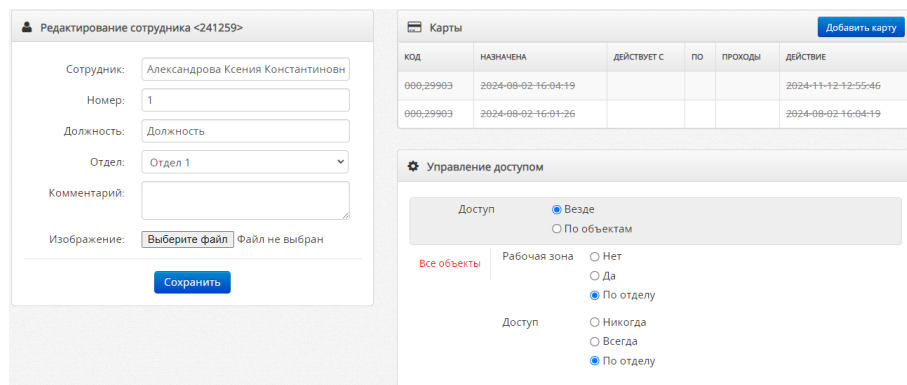 Редактирование сотрудника <241259>
Сотрудник: Александрова Ксения Константиновн
Номер: 1
Должность: Должность
Отдел: Отдел 1
Комментарий:
Изображение: Выберите файл Файл не выбран
Сохранить
Карты Добавить карту
КОД НАЗНАЧЕНА ДЕЙСТВУЕТ С ПО ПРОХОДЫ ДЕЙСТВИЕ
000,29903 2024-08-02 16:04:19 2024-11-12 12:55:46
000,29903 2024-08-02 16:01:26 2024-08-02 16:04:19
Управление доступом
Доступ Везде
По объектам
Все объекты Рабочая зона Нет
Да
По отделу
Доступ Никогда
Всегда
По отделу